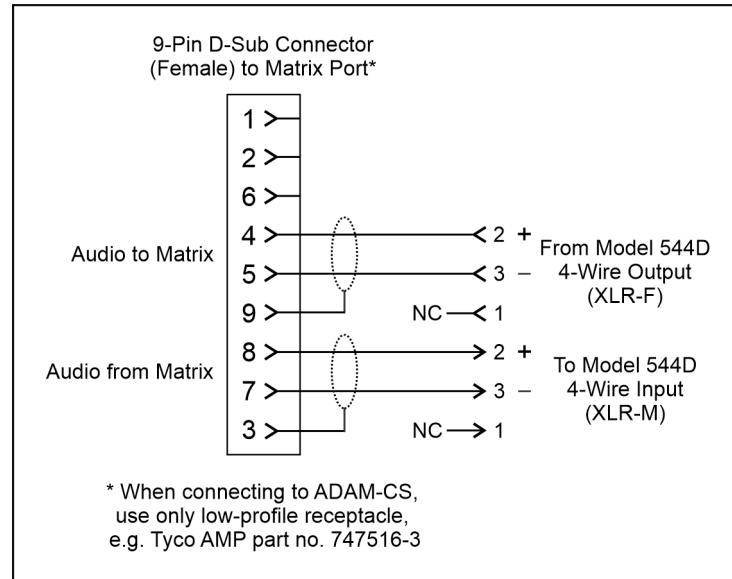 9-Pin D-Sub Connector
(Female) to Matrix Port*
1
2
6
Audio to Matrix
4
5
9
2 +
3 –
NC 1
From Model 544D
4-Wire Output
(XLR-F)
Audio from Matrix
8
7
3
2 +
3 –
NC 1
To Model 544D
4-Wire Input
(XLR-M)
* When connecting to ADAM-CS,
use only low-profile receptacle,
e.g. Tyco AMP part no. 747516-3